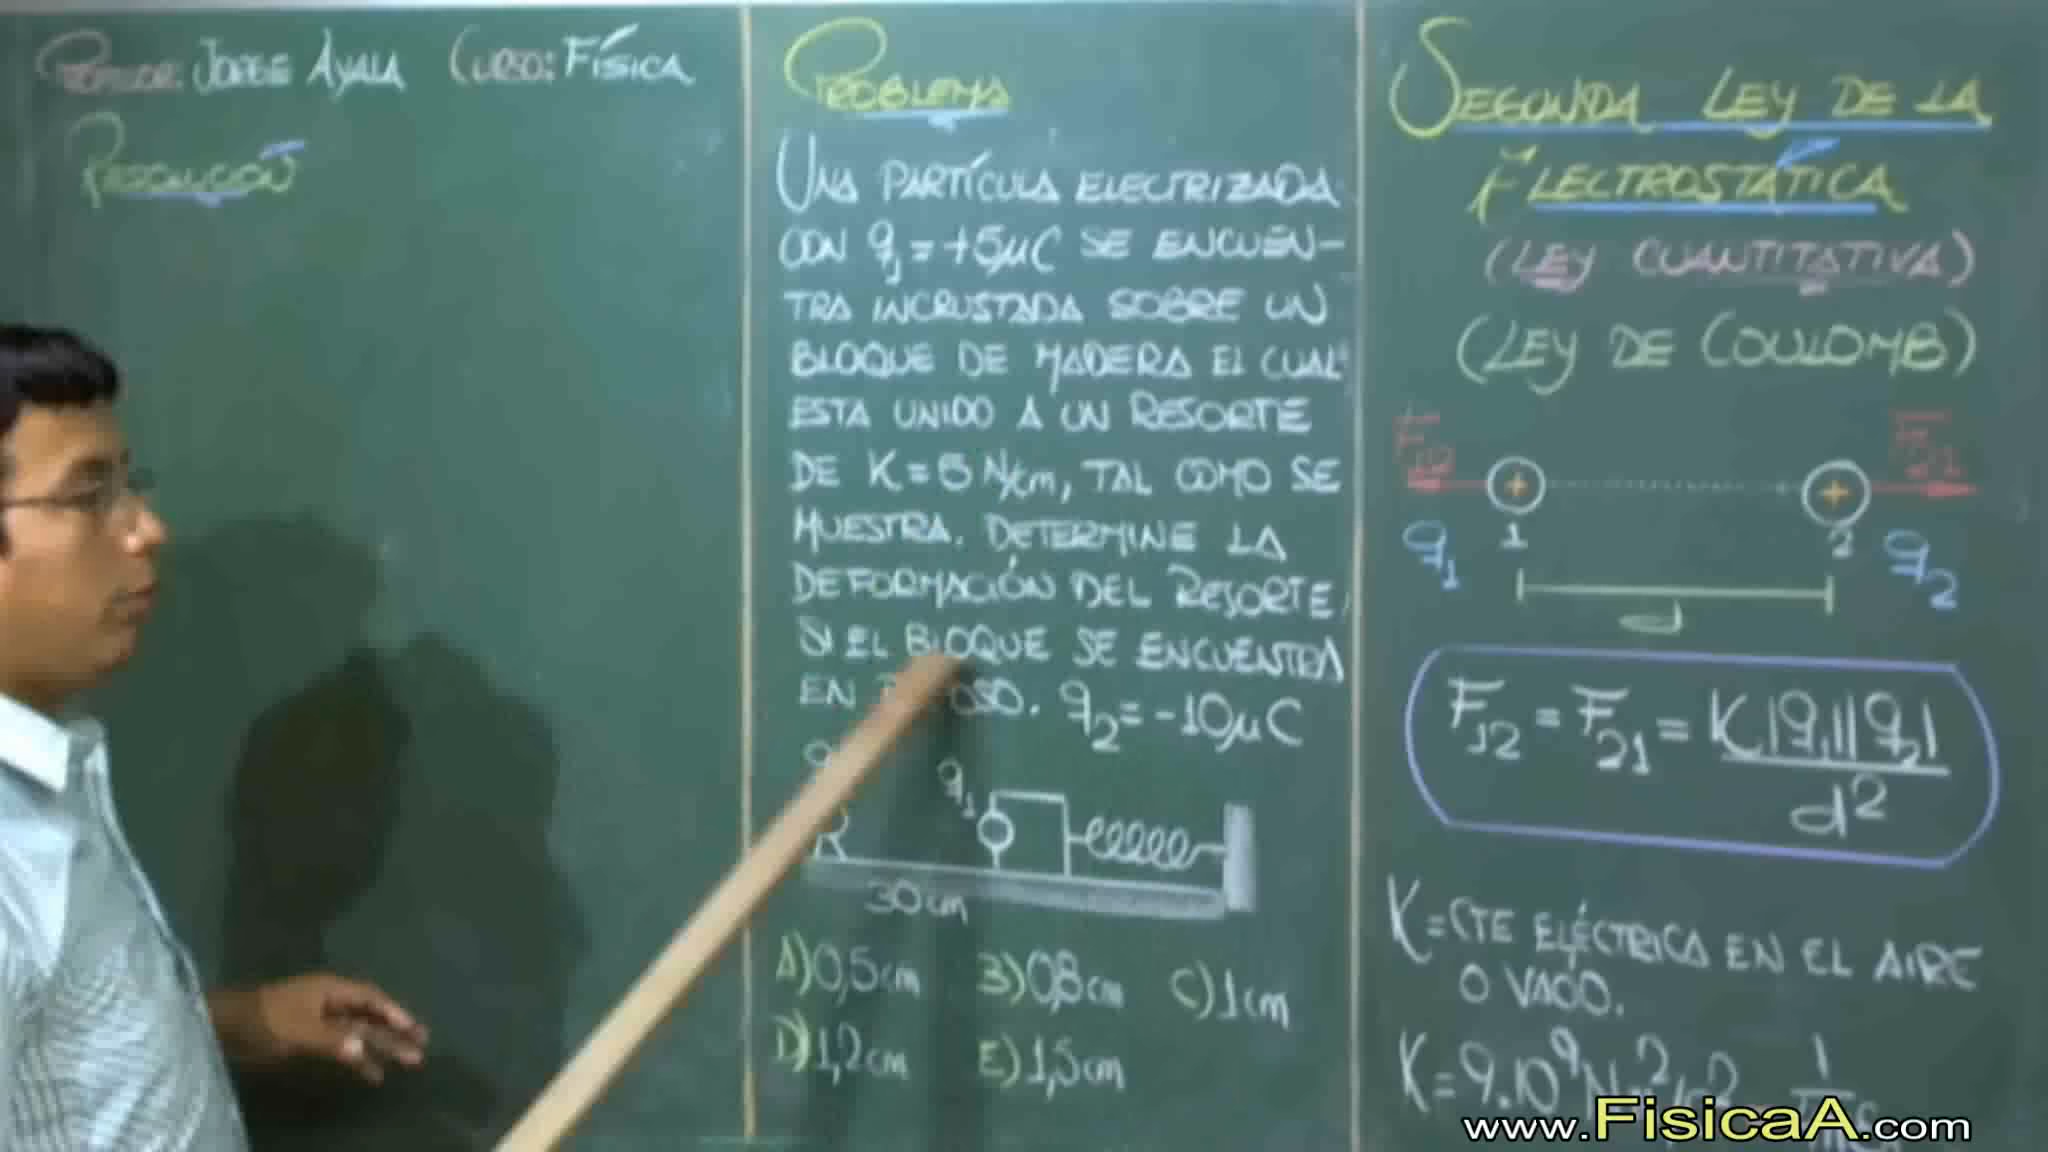 Profesor: Jorge Ayala Curso: Física
Resolución
Problema
Una partícula electrizada
con q1 = +5μC se encuen-
tra incrustada sobre un
bloque de madera el cual
esta unido a un resorte
de K = 5 N/cm, tal como se
muestra. Determine la
deformación del resorte,
si el bloque se encuentra
en . q2 = -10μC
q1
30cm
A) 0,5cm B) 0,8cm C) 1cm
D) 1,2cm E) 1,5cm
Segunda Ley de la
Electrostática
(Ley Cuantitativa)
(Ley de Coulomb)
F12 F21
+ +
q1 1 2 q2
d
F12 = F21 = K|q1||q2|
d²
K = cte eléctrica en el aire
o vacío.
K = 9.10⁹
www.FisicaA.com